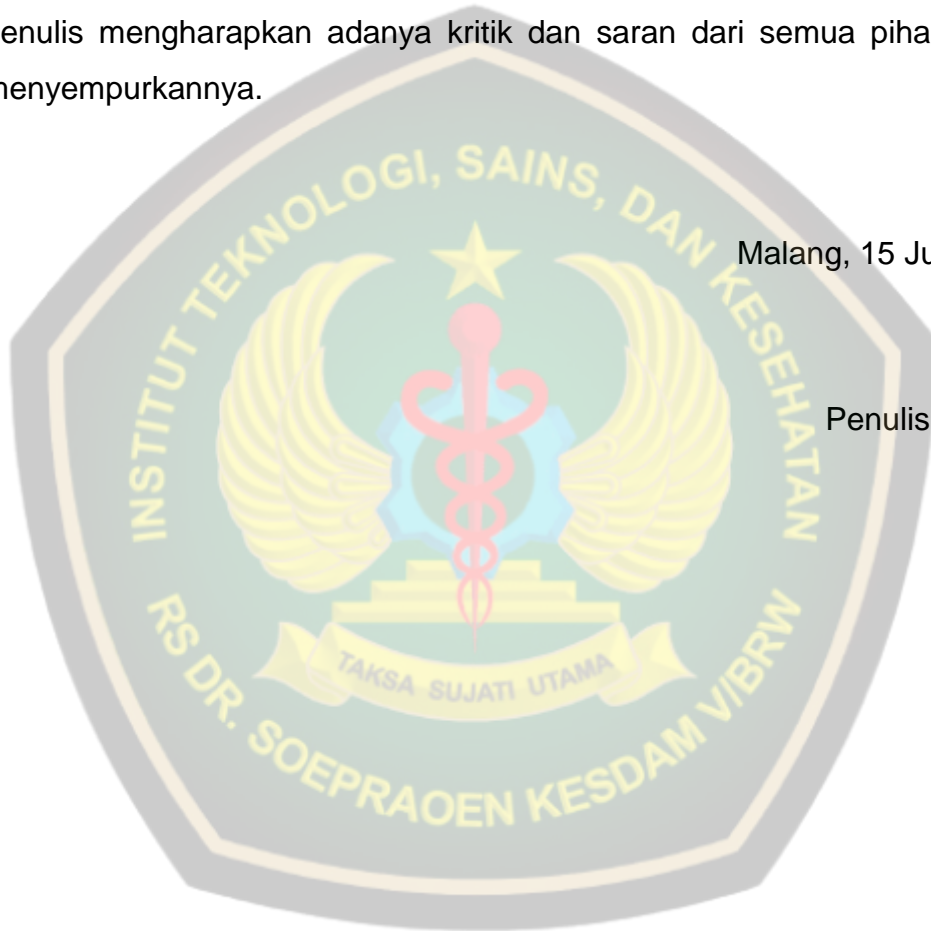 enulis mengharapkan adanya kritik dan saran dari semua piha
menyempurkannya.
INSTITUT TEKNOLOGI, SAINS, DAN KESEHATAN
Malang, 15 Ju
Penulis
TAKSA SUJATI UTAMA
RS DR. SOEPRAOEN KESDAM V/BRW